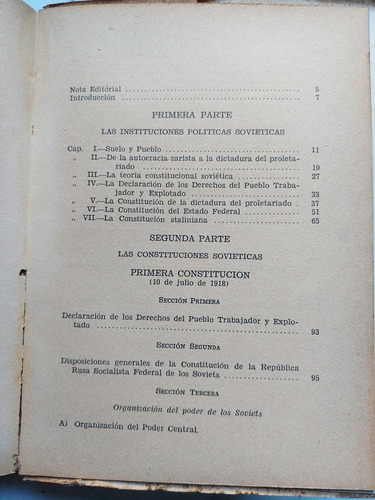 Nota Editorial ................ 5
Introducción ................ 7
PRIMERA PARTE
LAS INSTITUCIONES POLITICAS SOVIETICAS
Cap. I.—Suelo y Pueblo ................ 11
„ II.—De la autocracia zarista a la dictadura del proleta-
riado ................ 19
„ III.—La teoría constitucional soviética ................ 27
„ IV.—La Declaración de los Derechos del Pueblo Traba-
jador y Explotado ................ 33
„ V.—La Constitución de la dictadura del proletariado ... 37
„ VI.—La Constitución del Estado Federal ................ 51
„ VII.—La Constitución staliniana ................ 65
SEGUNDA PARTE
LAS CONSTITUCIONES SOVIETICAS
PRIMERA CONSTITUCION
(10 de julio de 1918)
SECCIÓN PRIMERA
Declaración de los Derechos del Pueblo Trabajador y Explo-
tado ................ 93
SECCIÓN SEGUNDA
Disposiciones generales de la Constitución de la República
Rusa Socialista Federal de los Soviets ................ 95
SECCIÓN TERCERA
Organización del poder de los Soviets
A) Organización del Poder Central.